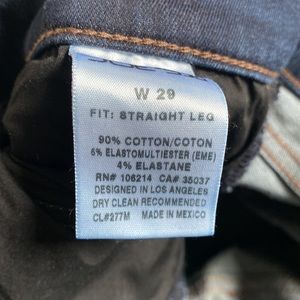 W 29
FIT: STRAIGHT LEG
90% COTTON/COTON
6% ELASTOMULTIESTER (EME)
4% ELASTANE
RN# 106214 CA# 35037
DESIGNED IN LOS ANGELES
DRY CLEAN RECOMMENDED
CL#277M MADE IN MEXICO